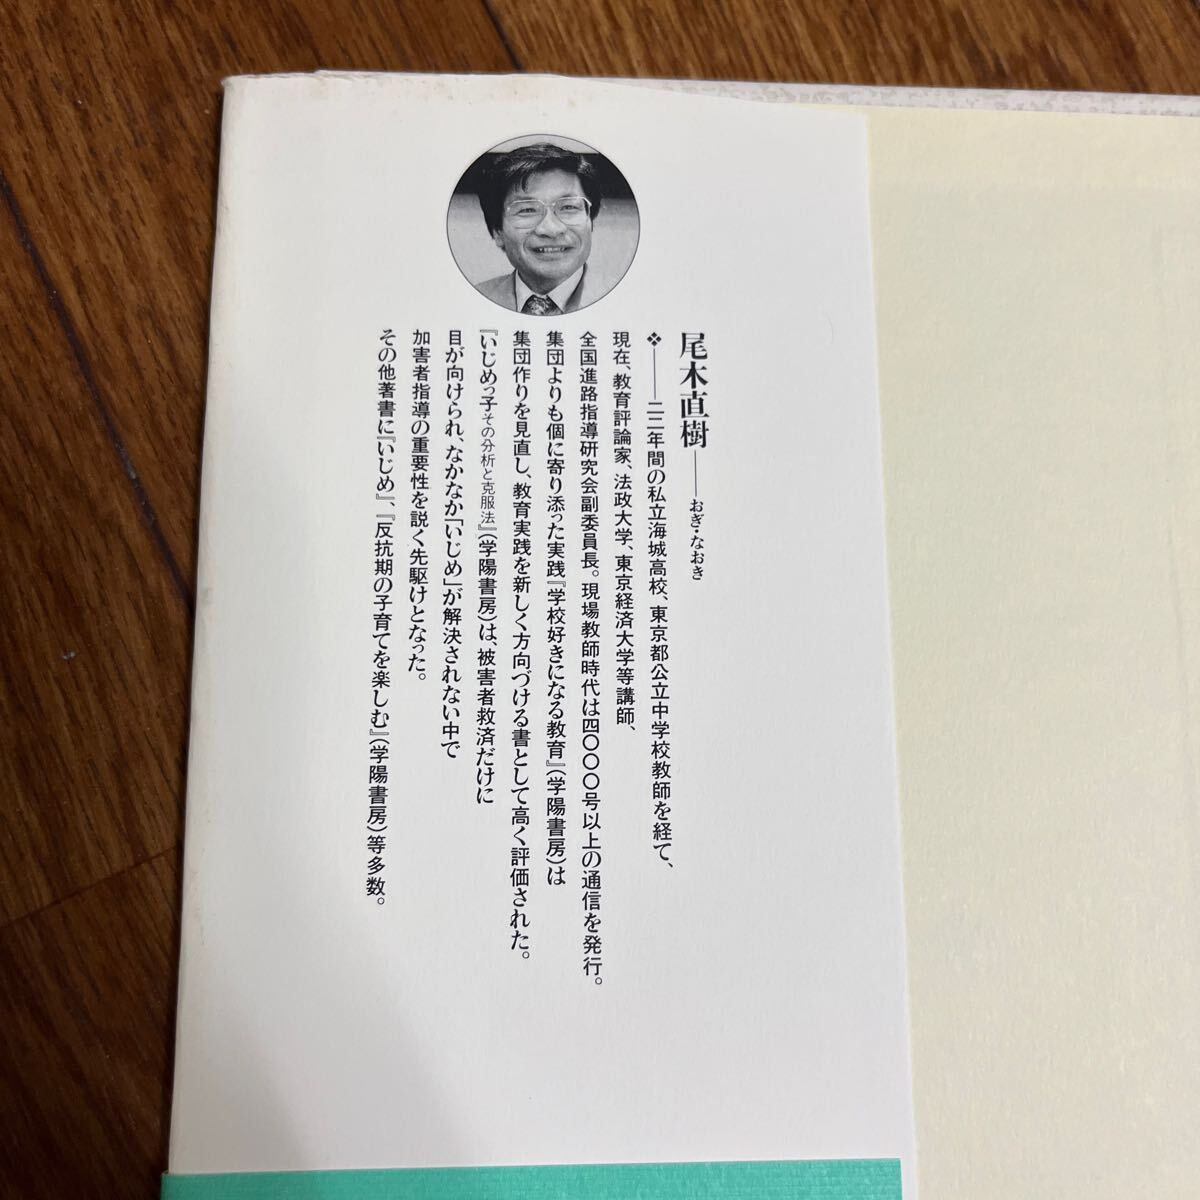 尾木直樹――おぎ・なおき
❖――二二年間の私立海城高校、東京都公立中学校教師を経て、
現在、教育評論家、法政大学、東京経済大学等講師、
全国進路指導研究会副委員長。現場教師時代は四〇〇〇号以上の通信を発行。
集団よりも個に寄り添った実践『学校好きになる教育』(学陽書房)は
集団作りを見直し、教育実践を新しく方向づける書として高く評価された。
『いじめっ子その分析と克服法』(学陽書房)は、被害者救済だけに
目が向けられ、なかなか「いじめ」が解決されない中で
加害者指導の重要性を説く先駆けとなった。
その他著書に『いじめ』、『反抗期の子育てを楽しむ』(学陽書房)等多数。